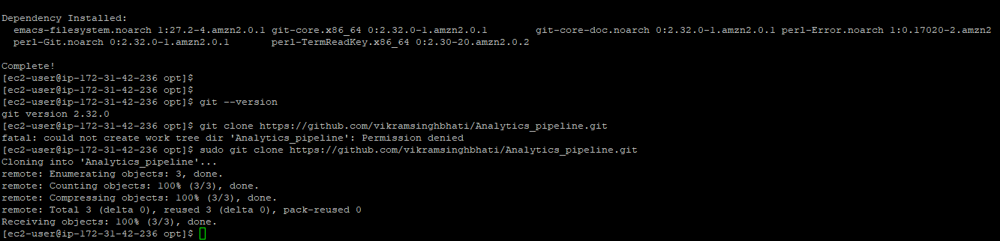 Dependency Installed:
  emacs-filesystem.noarch 1:27.2-4.amzn2.0.1 git-core.x86_64 0:2.32.0-1.amzn2.0.1        git-core-doc.noarch 0:2.32.0-1.amzn2.0.1 perl-Error.noarch 1:0.17020-2.amzn2
  perl-Git.noarch 0:2.32.0-1.amzn2.0.1       perl-TermReadKey.x86_64 0:2.30-20.amzn2.0.2
Complete!
[ec2-user@ip-172-31-42-236 opt]$
[ec2-user@ip-172-31-42-236 opt]$
[ec2-user@ip-172-31-42-236 opt]$ git --version
git version 2.32.0
[ec2-user@ip-172-31-42-236 opt]$ git clone https://github.com/vikramsinghbhati/Analytics_pipeline.git
fatal: could not create work tree dir 'Analytics_pipeline': Permission denied
[ec2-user@ip-172-31-42-236 opt]$ sudo git clone https://github.com/vikramsinghbhati/Analytics_pipeline.git
Cloning into 'Analytics_pipeline'...
remote: Enumerating objects: 3, done.
remote: Counting objects: 100% (3/3), done.
remote: Compressing objects: 100% (3/3), done.
remote: Total 3 (delta 0), reused 3 (delta 0), pack-reused 0
Receiving objects: 100% (3/3), done.
[ec2-user@ip-172-31-42-236 opt]$